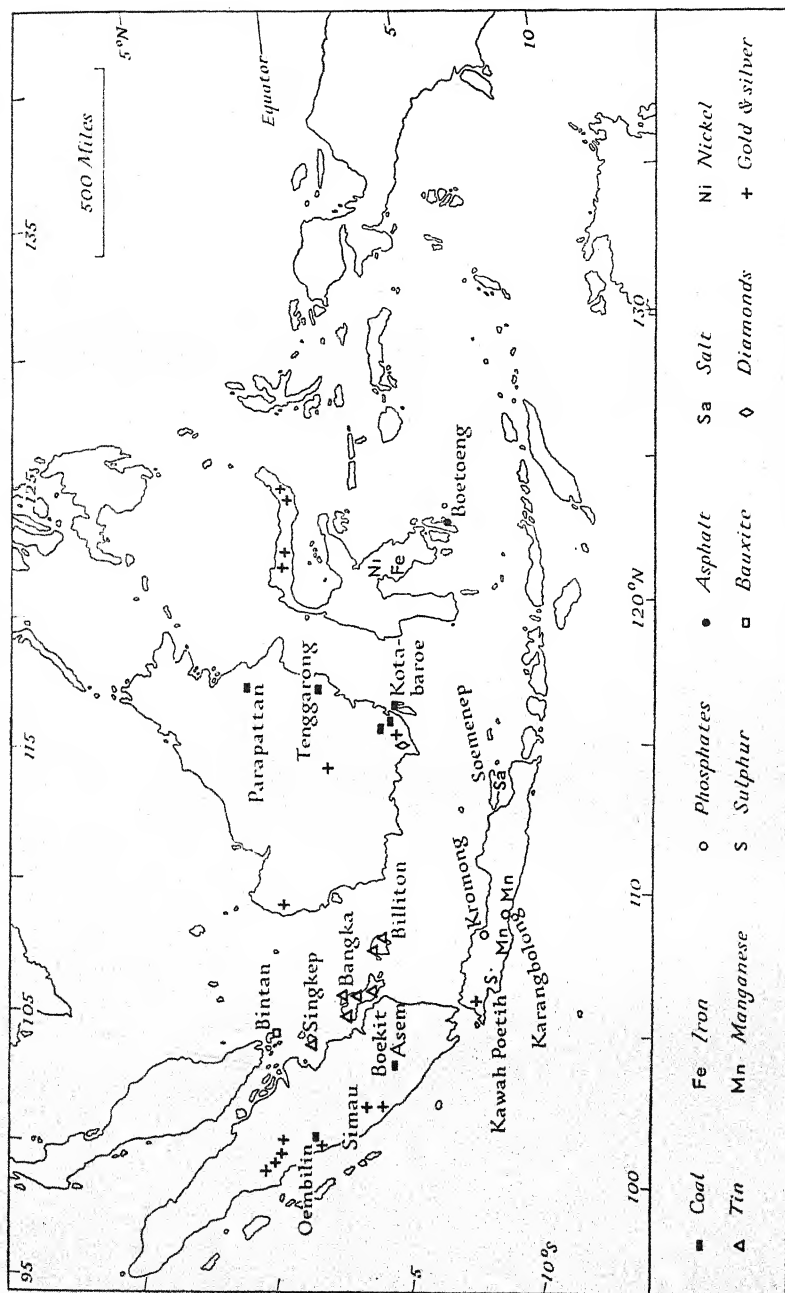 95
105
115
125
135
5°N
500 Miles
Equator
Bintan
Singkep
Bangka
Billiton
Parapattan
Tenggarong
Kota-
baroe
Ni
Fe
Boetoeng
Oembilin
Simau
Boekit
Asem
Kromong
Soemenep
Sa
S
Mn
Mn
Kawah Poetih
Karangbolong
5
5
10°S
10
100
110
120°N
130
Coal Fe Iron Phosphates Asphalt Sa Salt Ni Nickel
Tin Mn Manganese S Sulphur Bauxite Diamonds + Gold & silver